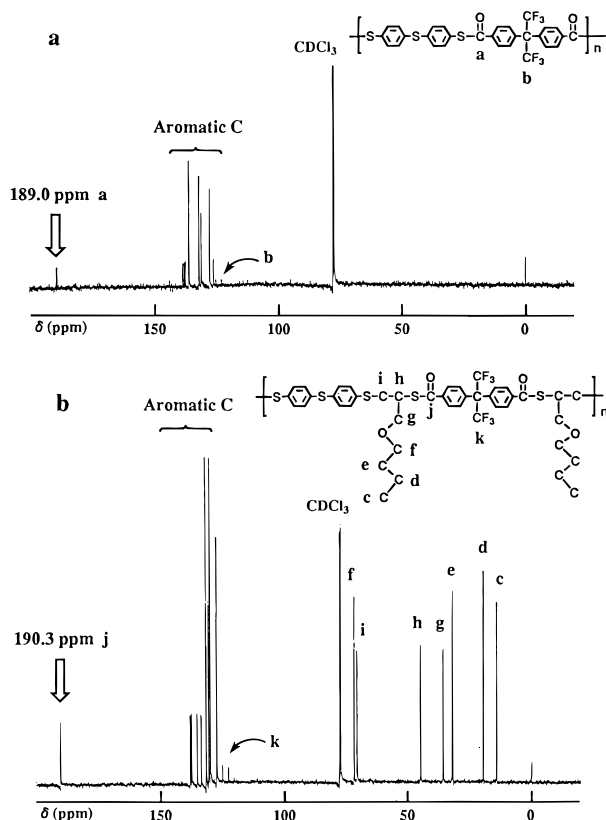 a
CDCl3
O
CF3
S S S C C n
a
CF3
b
Aromatic C
189.0 ppm a
b
δ (ppm) 150 100 50 0
b
Aromatic C
i h O CF3 O
S S S C C S C C C S C C n
C g j CF3 C
O k O
C f C
e C C d C C
c C C
CDCl3
f
i
h
g
e
d
c
190.3 ppm j
k
δ (ppm) 150 100 50 0